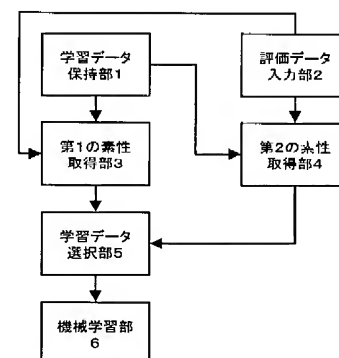 学習データ
保持部1
評価データ
入力部2
第1の素性
取得部3
第2の素性
取得部4
学習データ
選択部5
機械学習部
6